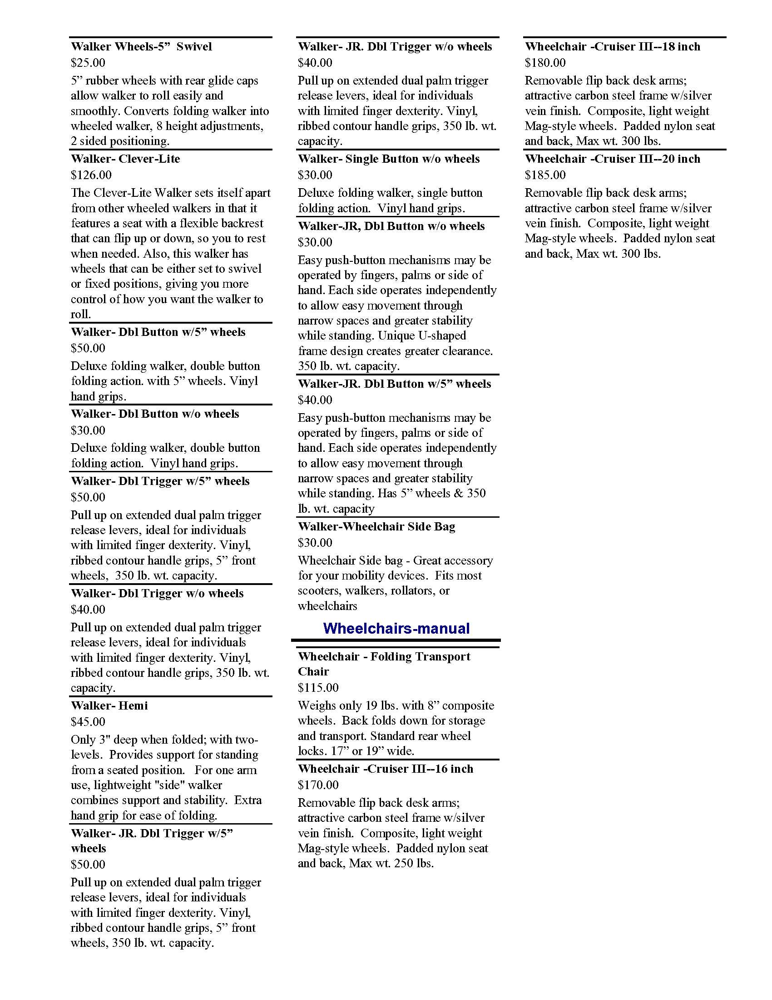 Walker Wheels-5”  Swivel
$25.00
5” rubber wheels with rear glide caps
allow walker to roll easily and
smoothly. Converts folding walker into
wheeled walker, 8 height adjustments,
2 sided positioning.
Walker- Clever-Lite
$126.00
The Clever-Lite Walker sets itself apart
from other wheeled walkers in that it
features a seat with a flexible backrest
that can flip up or down, so you to rest
when needed. Also, this walker has
wheels that can be either set to swivel
or fixed positions, giving you more
control of how you want the walker to
roll.
Walker- Dbl Button w/5” wheels
$50.00
Deluxe folding walker, double button
folding action. with 5” wheels. Vinyl
hand grips.
Walker- Dbl Button w/o wheels
$30.00
Deluxe folding walker, double button
folding action.  Vinyl hand grips.
Walker- Dbl Trigger w/5” wheels
$50.00
Pull up on extended dual palm trigger
release levers, ideal for individuals
with limited finger dexterity. Vinyl,
ribbed contour handle grips, 5” front
wheels,  350 lb. wt. capacity.
Walker- Dbl Trigger w/o wheels
$40.00
Pull up on extended dual palm trigger
release levers, ideal for individuals
with limited finger dexterity. Vinyl,
ribbed contour handle grips, 350 lb. wt.
capacity.
Walker- Hemi
$45.00
Only 3" deep when folded; with two-
levels.  Provides support for standing
from a seated position.   For one arm
use, lightweight "side" walker
combines support and stability.  Extra
hand grip for ease of folding.
Walker- JR. Dbl Trigger w/5”
wheels
$50.00
Pull up on extended dual palm trigger
release levers, ideal for individuals
with limited finger dexterity. Vinyl,
ribbed contour handle grips, 5” front
wheels, 350 lb. wt. capacity.
Walker- JR. Dbl Trigger w/o wheels
$40.00
Pull up on extended dual palm trigger
release levers, ideal for individuals
with limited finger dexterity. Vinyl,
ribbed contour handle grips, 350 lb. wt.
capacity.
Walker- Single Button w/o wheels
$30.00
Deluxe folding walker, single button
folding action.  Vinyl hand grips.
Walker-JR, Dbl Button w/o wheels
$30.00
Easy push-button mechanisms may be
operated by fingers, palms or side of
hand. Each side operates independently
to allow easy movement through
narrow spaces and greater stability
while standing. Unique U-shaped
frame design creates greater clearance.
350 lb. wt. capacity.
Walker-JR. Dbl Button w/5” wheels
$40.00
Easy push-button mechanisms may be
operated by fingers, palms or side of
hand. Each side operates independently
to allow easy movement through
narrow spaces and greater stability
while standing. Has 5” wheels & 350
lb. wt. capacity
Walker-Wheelchair Side Bag
$30.00
Wheelchair Side bag - Great accessory
for your mobility devices.  Fits most
scooters, walkers, rollators, or
wheelchairs
Wheelchairs-manual
Wheelchair - Folding Transport
Chair
$115.00
Weighs only 19 lbs. with 8” composite
wheels.  Back folds down for storage
and transport. Standard rear wheel
locks. 17” or 19” wide.
Wheelchair -Cruiser III--16 inch
$170.00
Removable flip back desk arms;
attractive carbon steel frame w/silver
vein finish.  Composite, light weight
Mag-style wheels.  Padded nylon seat
and back, Max wt. 250 lbs.
Wheelchair -Cruiser III--18 inch
$180.00
Removable flip back desk arms;
attractive carbon steel frame w/silver
vein finish.  Composite, light weight
Mag-style wheels.  Padded nylon seat
and back, Max wt. 300 lbs.
Wheelchair -Cruiser III--20 inch
$185.00
Removable flip back desk arms;
attractive carbon steel frame w/silver
vein finish.  Composite, light weight
Mag-style wheels.  Padded nylon seat
and back, Max wt. 300 lbs.